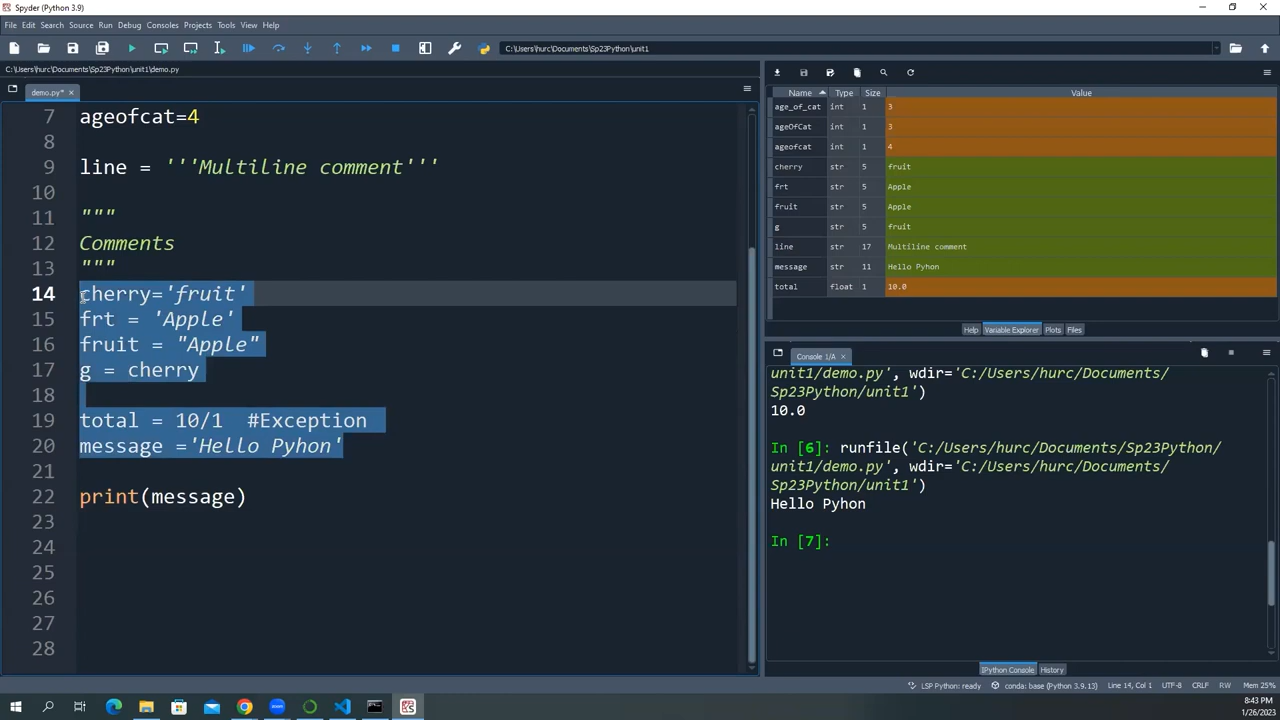 Spyder (Python 3.9)
File Edit Search Source Run Debug Consoles Projects Tools View Help
C:\Users\hurc\Documents\Sp23Python\unit1
C:\Users\hurc\Documents\Sp23Python\unit1\demo.py
demo.py*
7 ageofcat=4
8
9 line = '''Multiline comment'''
10
11 """
12 Comments
13 """
14 cherry='fruit'
15 frt = 'Apple'
16 fruit = "Apple"
17 g = cherry
18
19 total = 10/1 #Exception
20 message ='Hello Pyhon'
21
22 print(message)
23
24
25
26
27
28
Name Type Size Value
age_of_cat int 1 3
ageOfCat int 1 3
ageofcat int 1 4
cherry str 5 fruit
frt str 5 Apple
fruit str 5 Apple
g str 5 fruit
line str 17 Multiline comment
message str 11 Hello Pyhon
total float 1 10.0
Help Variable Explorer Plots Files
Console 1/A
unit1/demo.py', wdir='C:/Users/hurc/Documents/
Sp23Python/unit1')
10.0
In [6]: runfile('C:/Users/hurc/Documents/Sp23Python/
unit1/demo.py', wdir='C:/Users/hurc/Documents/
Sp23Python/unit1')
Hello Pyhon
In [7]:
IPython Console History
LSP Python: ready conda: base (Python 3.9.13) Line 14, Col 1 UTF-8 CRLF RW Mem 25%
8:43 PM
1/26/2023